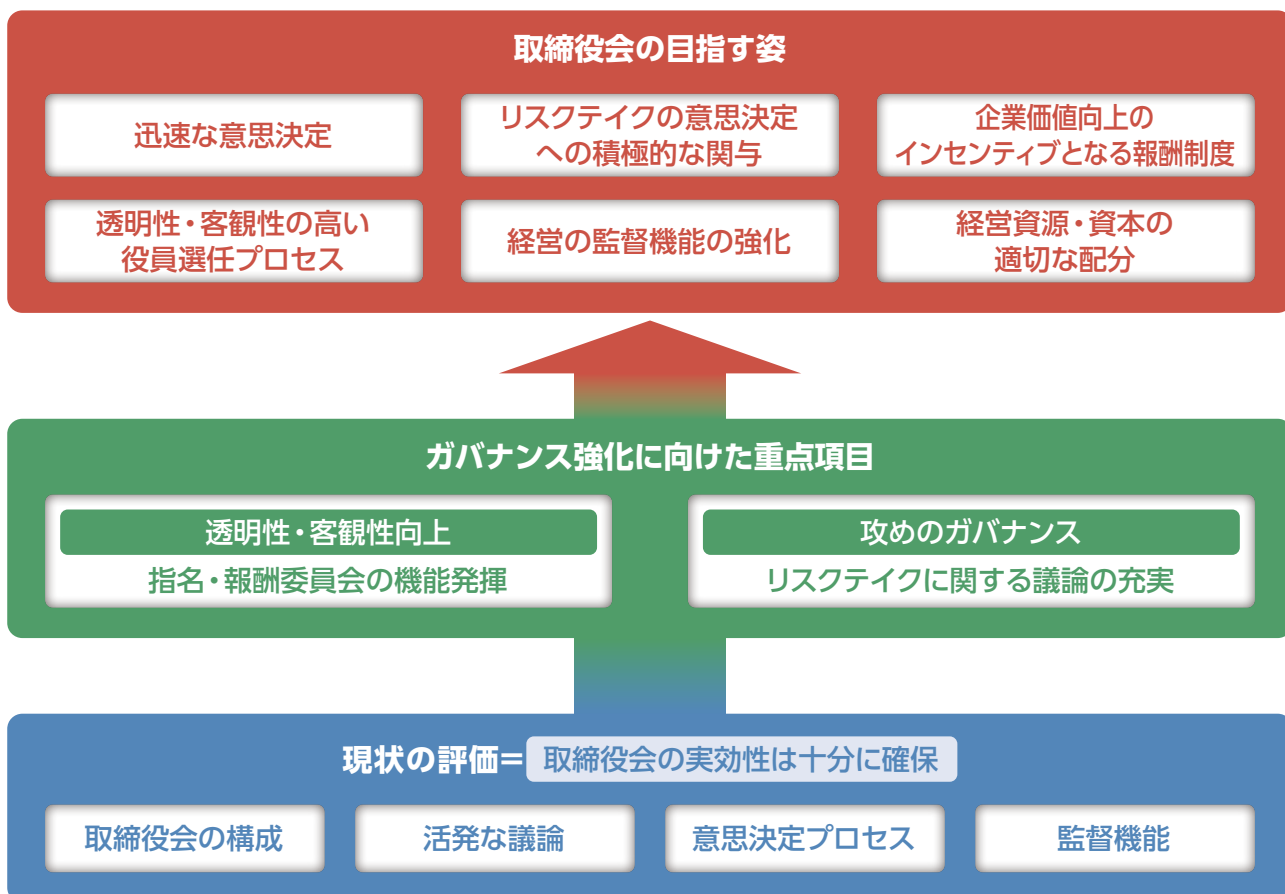 取締役会の目指す姿
迅速な意思決定
リスクテイクの意思決定
への積極的な関与
企業価値向上の
インセンティブとなる報酬制度
透明性・客観性の高い
役員選任プロセス
経営の監督機能の強化
経営資源・資本の
適切な配分
ガバナンス強化に向けた重点項目
透明性・客観性向上
指名・報酬委員会の機能発揮
攻めのガバナンス
リスクテイクに関する議論の充実
現状の評価=取締役会の実効性は十分に確保
取締役会の構成
活発な議論
意思決定プロセス
監督機能